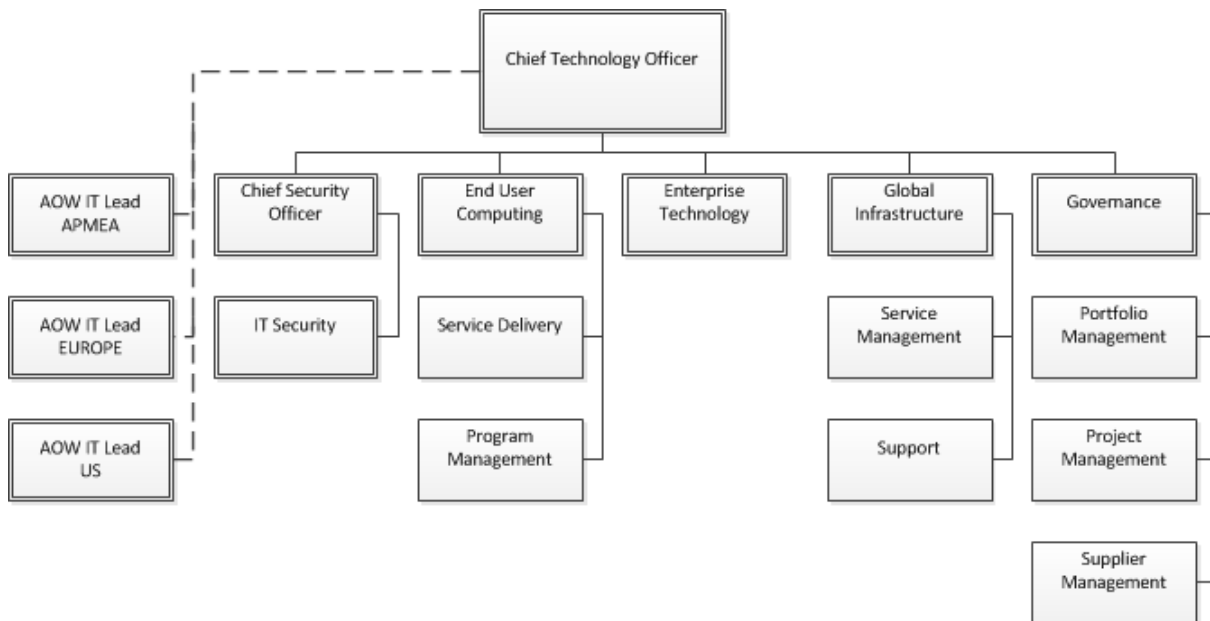 Chief Technology Officer
AOW IT Lead
APMEA
Chief Security
Officer
End User
Computing
Enterprise
Technology
Global
Infrastructure
Governance
AOW IT Lead
EUROPE
IT Security
Service Delivery
Service
Management
Portfolio
Management
AOW IT Lead
US
Program
Management
Support
Project
Management
Supplier
Management